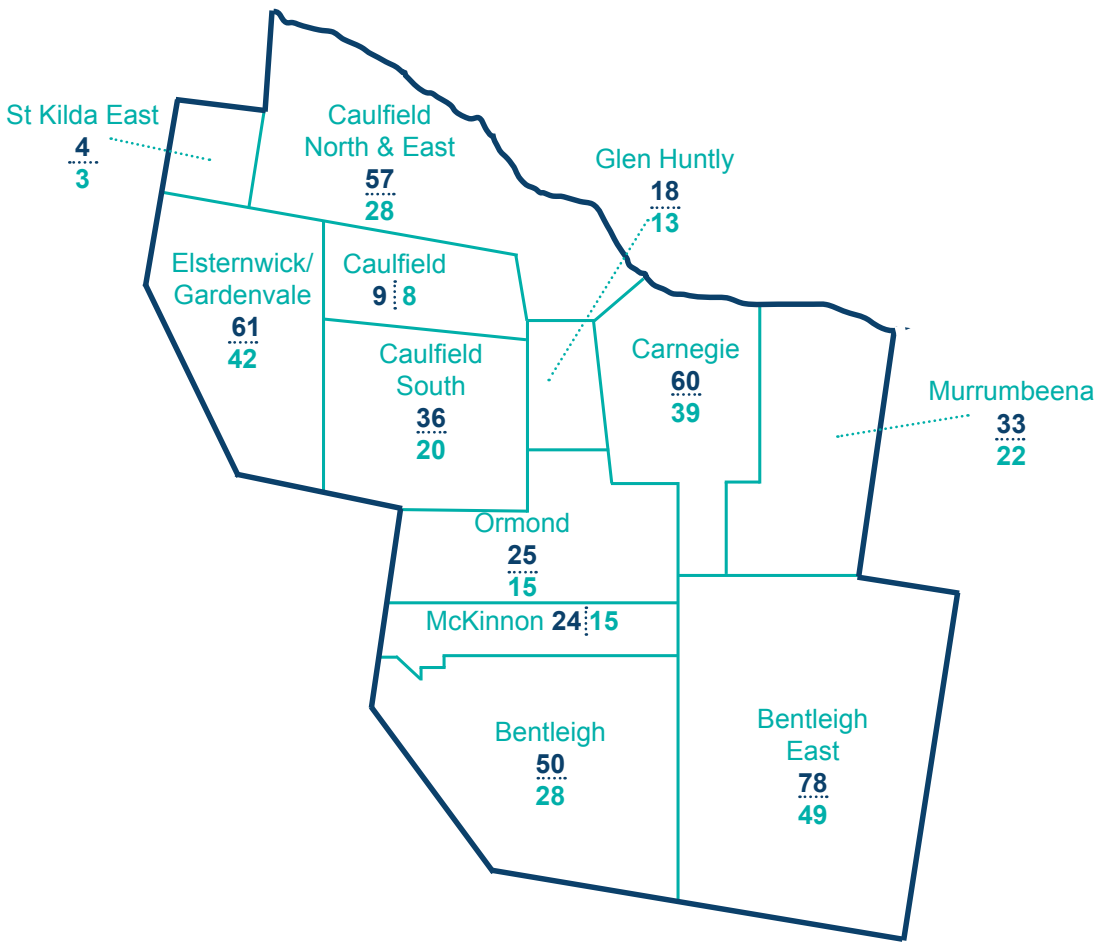 St Kilda East
4
3
Caulfield
North & East
57
28
Glen Huntly
18
13
Elsternwick/
Gardenvale
61
42
Caulfield
9 8
Caulfield
South
36
20
Carnegie
60
39
Murrumbeena
33
22
Ormond
25
15
McKinnon 24 15
Bentleigh
50
28
Bentleigh
East
78
49